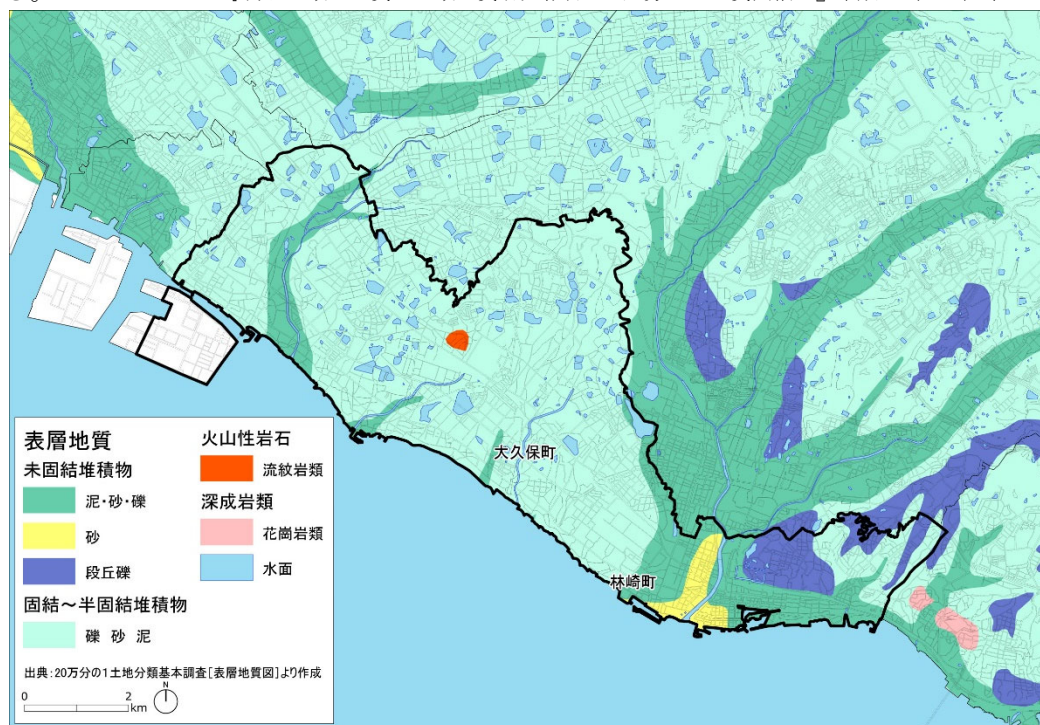 大久保町
林崎町
表層地質
未固結堆積物
泥・砂・礫
砂
段丘礫
固結～半固結堆積物
礫 砂 泥
火山性岩石
流紋岩類
深成岩類
花崗岩類
水面
出典：20万分の1土地分類基本調査[表層地質図]より作成
0 2
km
N